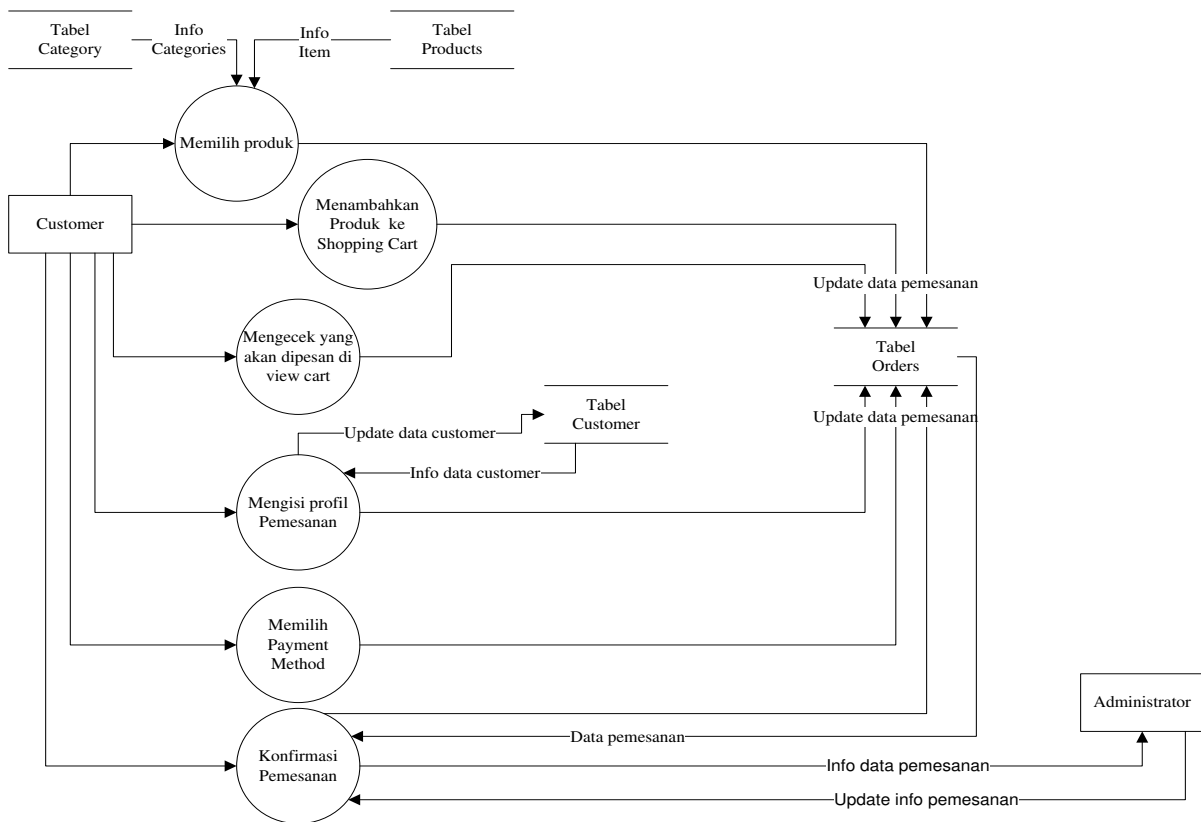 Tabel
Category
Info
Categories
Info
Item
Tabel
Products
Memilih produk
Customer
Menambahkan
Produk ke
Shopping Cart
Update data pemesanan
Mengecek yang
akan dipesan di
view cart
Tabel
Orders
Tabel
Customer
Update data pemesanan
Update data customer
Info data customer
Mengisi profil
Pemesanan
Memilih
Payment
Method
Administrator
Data pemesanan
Konfirmasi
Pemesanan
Info data pemesanan
Update info pemesanan